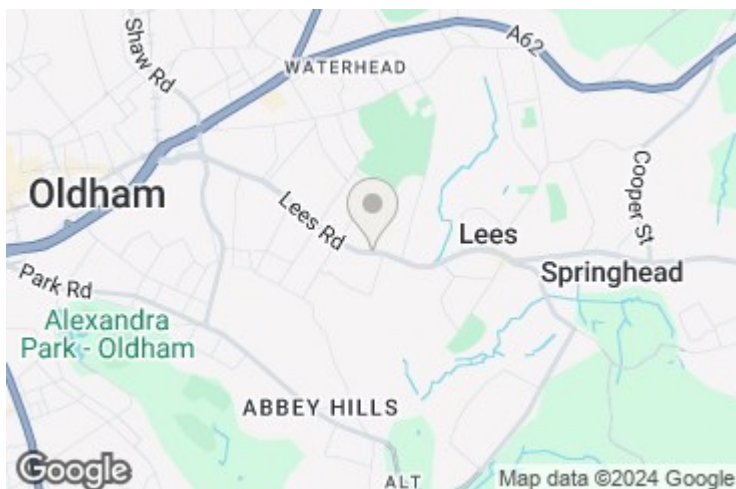 A62
Shaw Rd
WATERHEAD
Oldham
Lees Rd
Cooper St
Lees
Springhead
Park Rd
Alexandra
Park - Oldham
ABBEY HILLS
ALT
Google
Map data ©2024 Google